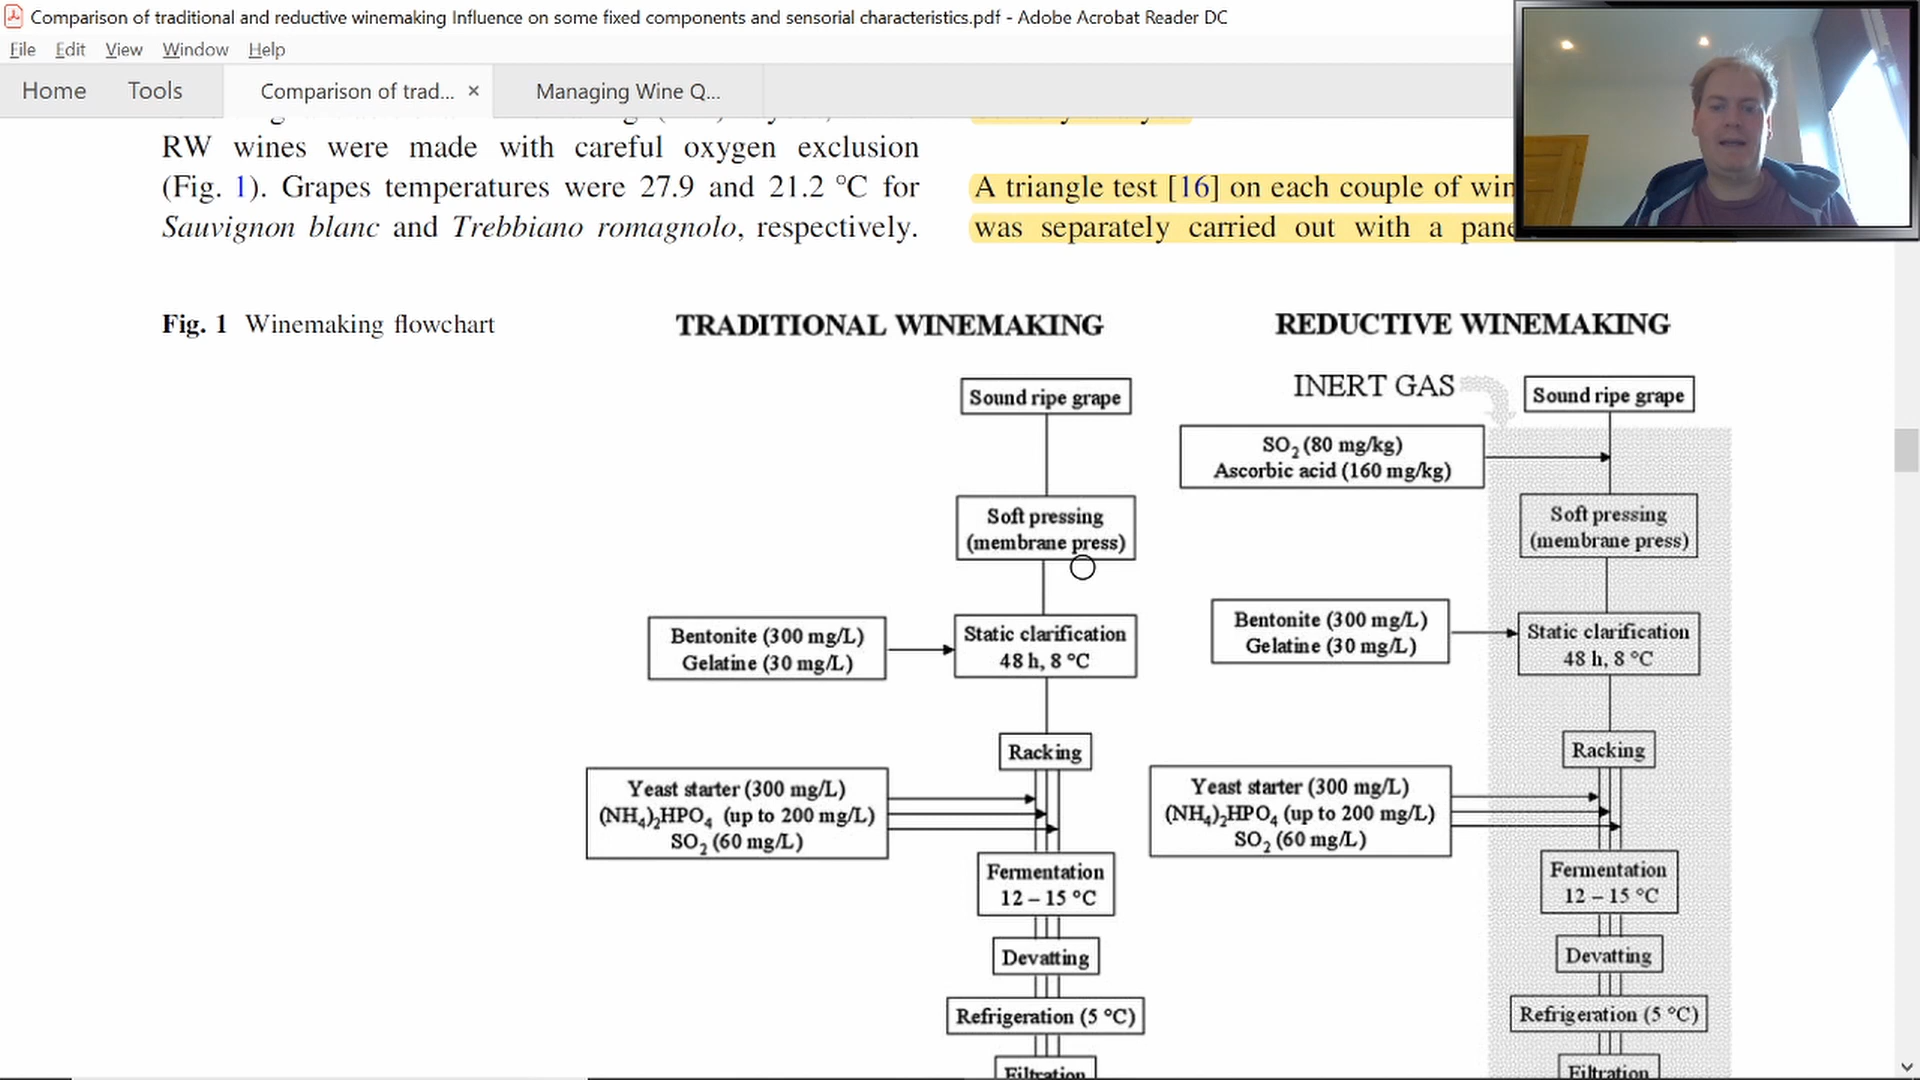 Comparison of traditional and reductive winemaking Influence on some fixed components and sensorial characteristics.pdf - Adobe Acrobat Reader DC
File Edit View Window Help
Home Tools Comparison of trad... × Managing Wine Q...
RW wines were made with careful oxygen exclusion
(Fig. 1). Grapes temperatures were 27.9 and 21.2 °C for
Sauvignon blanc and Trebbiano romagnolo, respectively.
A triangle test [16] on each couple of win
was separately carried out with a pane
Fig. 1 Winemaking flowchart
TRADITIONAL WINEMAKING
Sound ripe grape
Soft pressing
(membrane press)
Bentonite (300 mg/L)
Gelatine (30 mg/L)
Static clarification
48 h, 8 °C
Racking
Yeast starter (300 mg/L)
(NH4)2HPO4 (up to 200 mg/L)
SO2 (60 mg/L)
Fermentation
12 – 15 °C
Devatting
Refrigeration (5 °C)
Filtration
REDUCTIVE WINEMAKING
INERT GAS
Sound ripe grape
SO2 (80 mg/kg)
Ascorbic acid (160 mg/kg)
Soft pressing
(membrane press)
Bentonite (300 mg/L)
Gelatine (30 mg/L)
Static clarification
48 h, 8 °C
Racking
Yeast starter (300 mg/L)
(NH4)2HPO4 (up to 200 mg/L)
SO2 (60 mg/L)
Fermentation
12 – 15 °C
Devatting
Refrigeration (5 °C)
Filtration